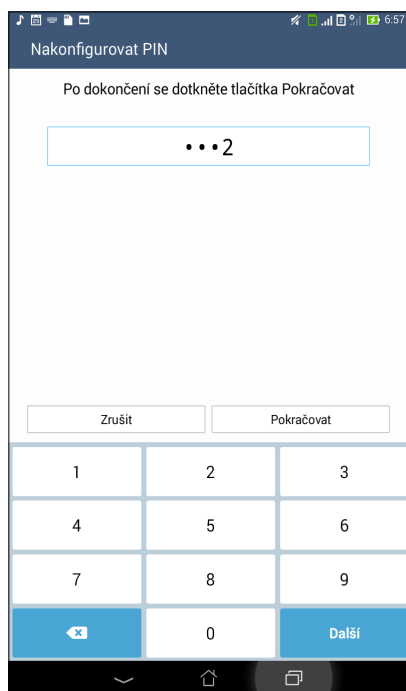 6:57
Nakonfigurovat PIN
Po dokončení se dotkněte tlačítka Pokračovat
•••2
Zrušit Pokračovat
1 2 3
4 5 6
7 8 9
0 Další